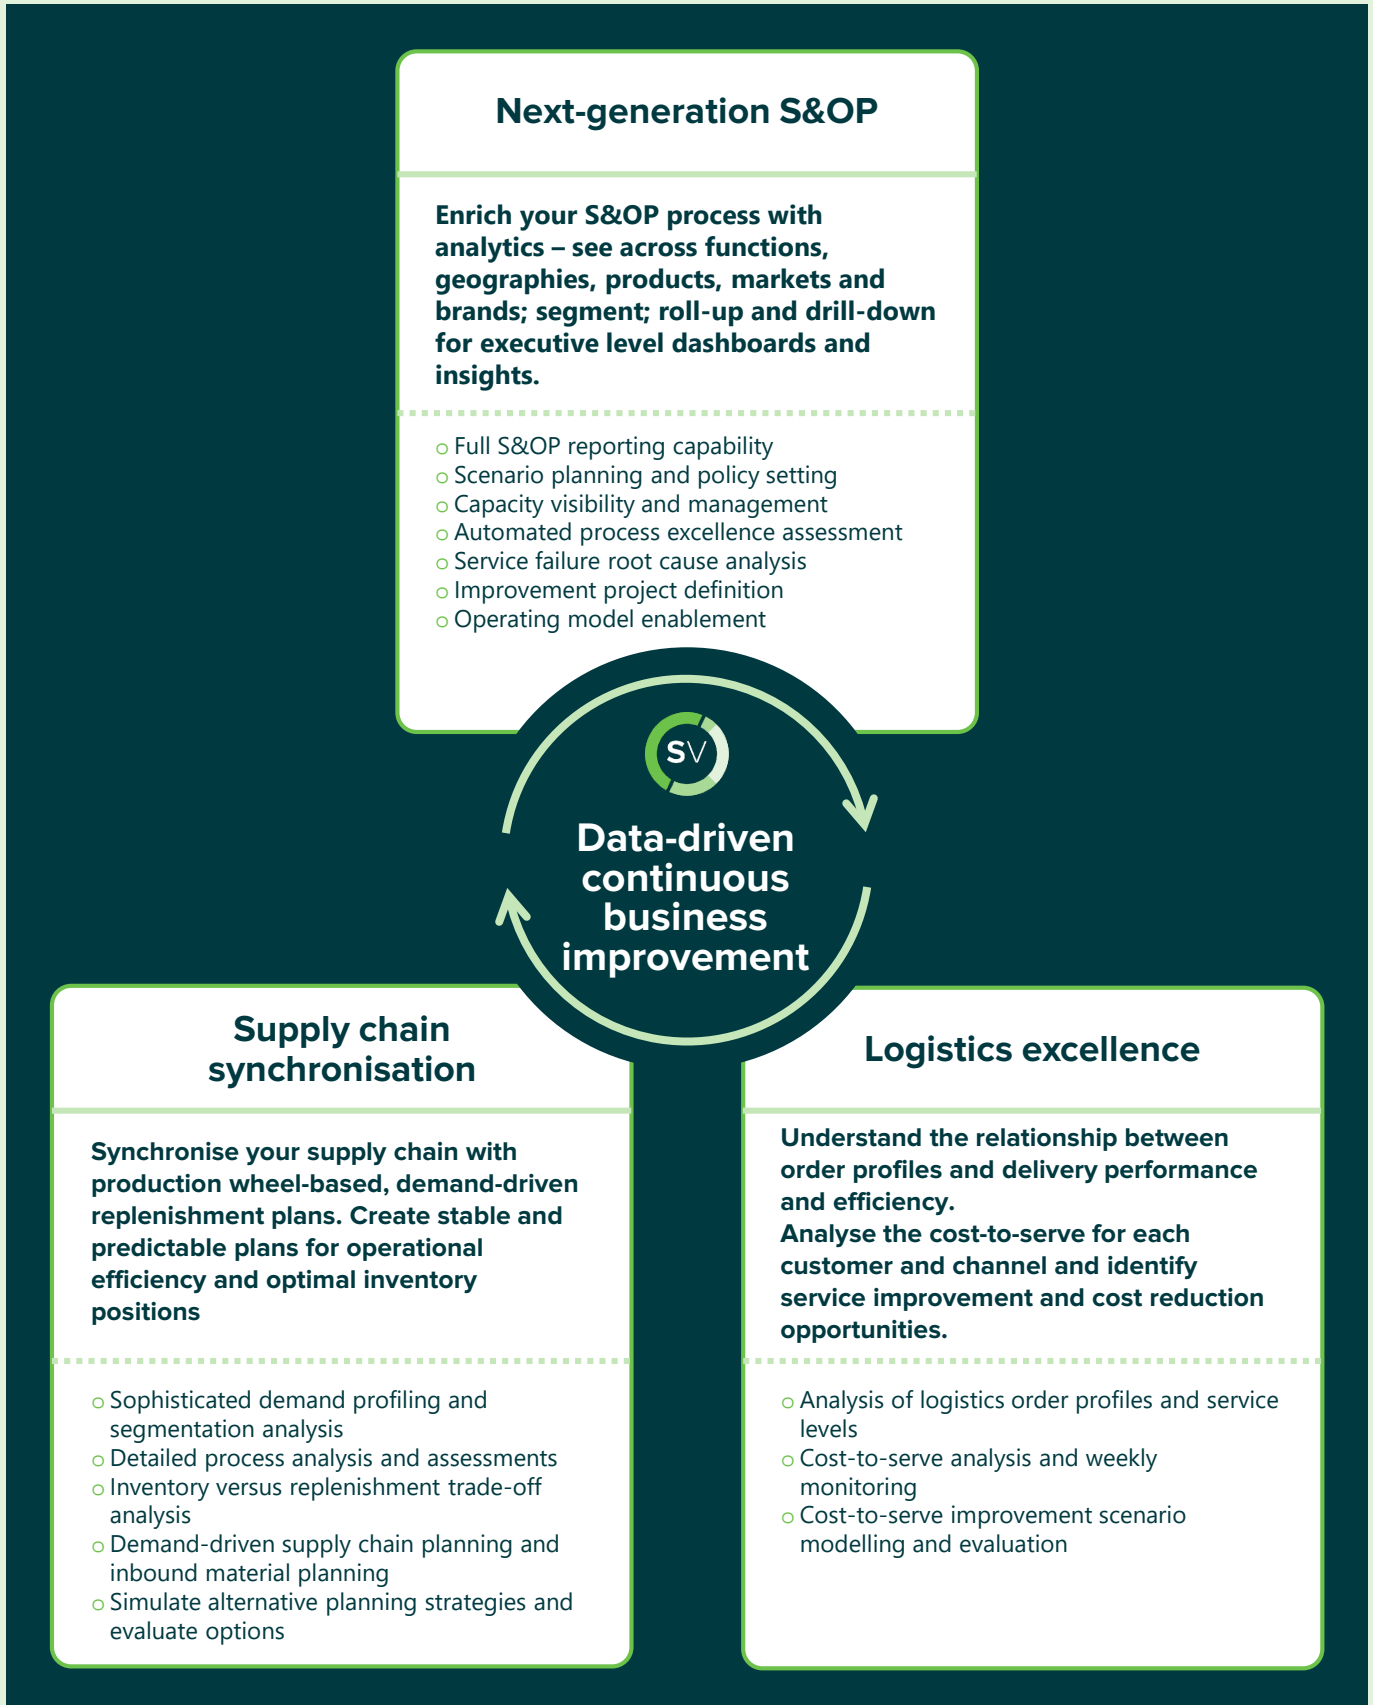 Next-generation S&OP
Enrich your S&OP process with
analytics – see across functions,
geographies, products, markets and
brands; segment; roll-up and drill-down
for executive level dashboards and
insights.
o Full S&OP reporting capability
o Scenario planning and policy setting
o Capacity visibility and management
o Automated process excellence assessment
o Service failure root cause analysis
o Improvement project definition
o Operating model enablement
SV
Data-driven
continuous
business
improvement
Supply chain
synchronisation
Synchronise your supply chain with
production wheel-based, demand-driven
replenishment plans. Create stable and
predictable plans for operational
efficiency and optimal inventory
positions
o Sophisticated demand profiling and
segmentation analysis
o Detailed process analysis and assessments
o Inventory versus replenishment trade-off
analysis
o Demand-driven supply chain planning and
inbound material planning
o Simulate alternative planning strategies and
evaluate options
Logistics excellence
Understand the relationship between
order profiles and delivery performance
and efficiency.
Analyse the cost-to-serve for each
customer and channel and identify
service improvement and cost reduction
opportunities.
o Analysis of logistics order profiles and service
levels
o Cost-to-serve analysis and weekly
monitoring
o Cost-to-serve improvement scenario
modelling and evaluation